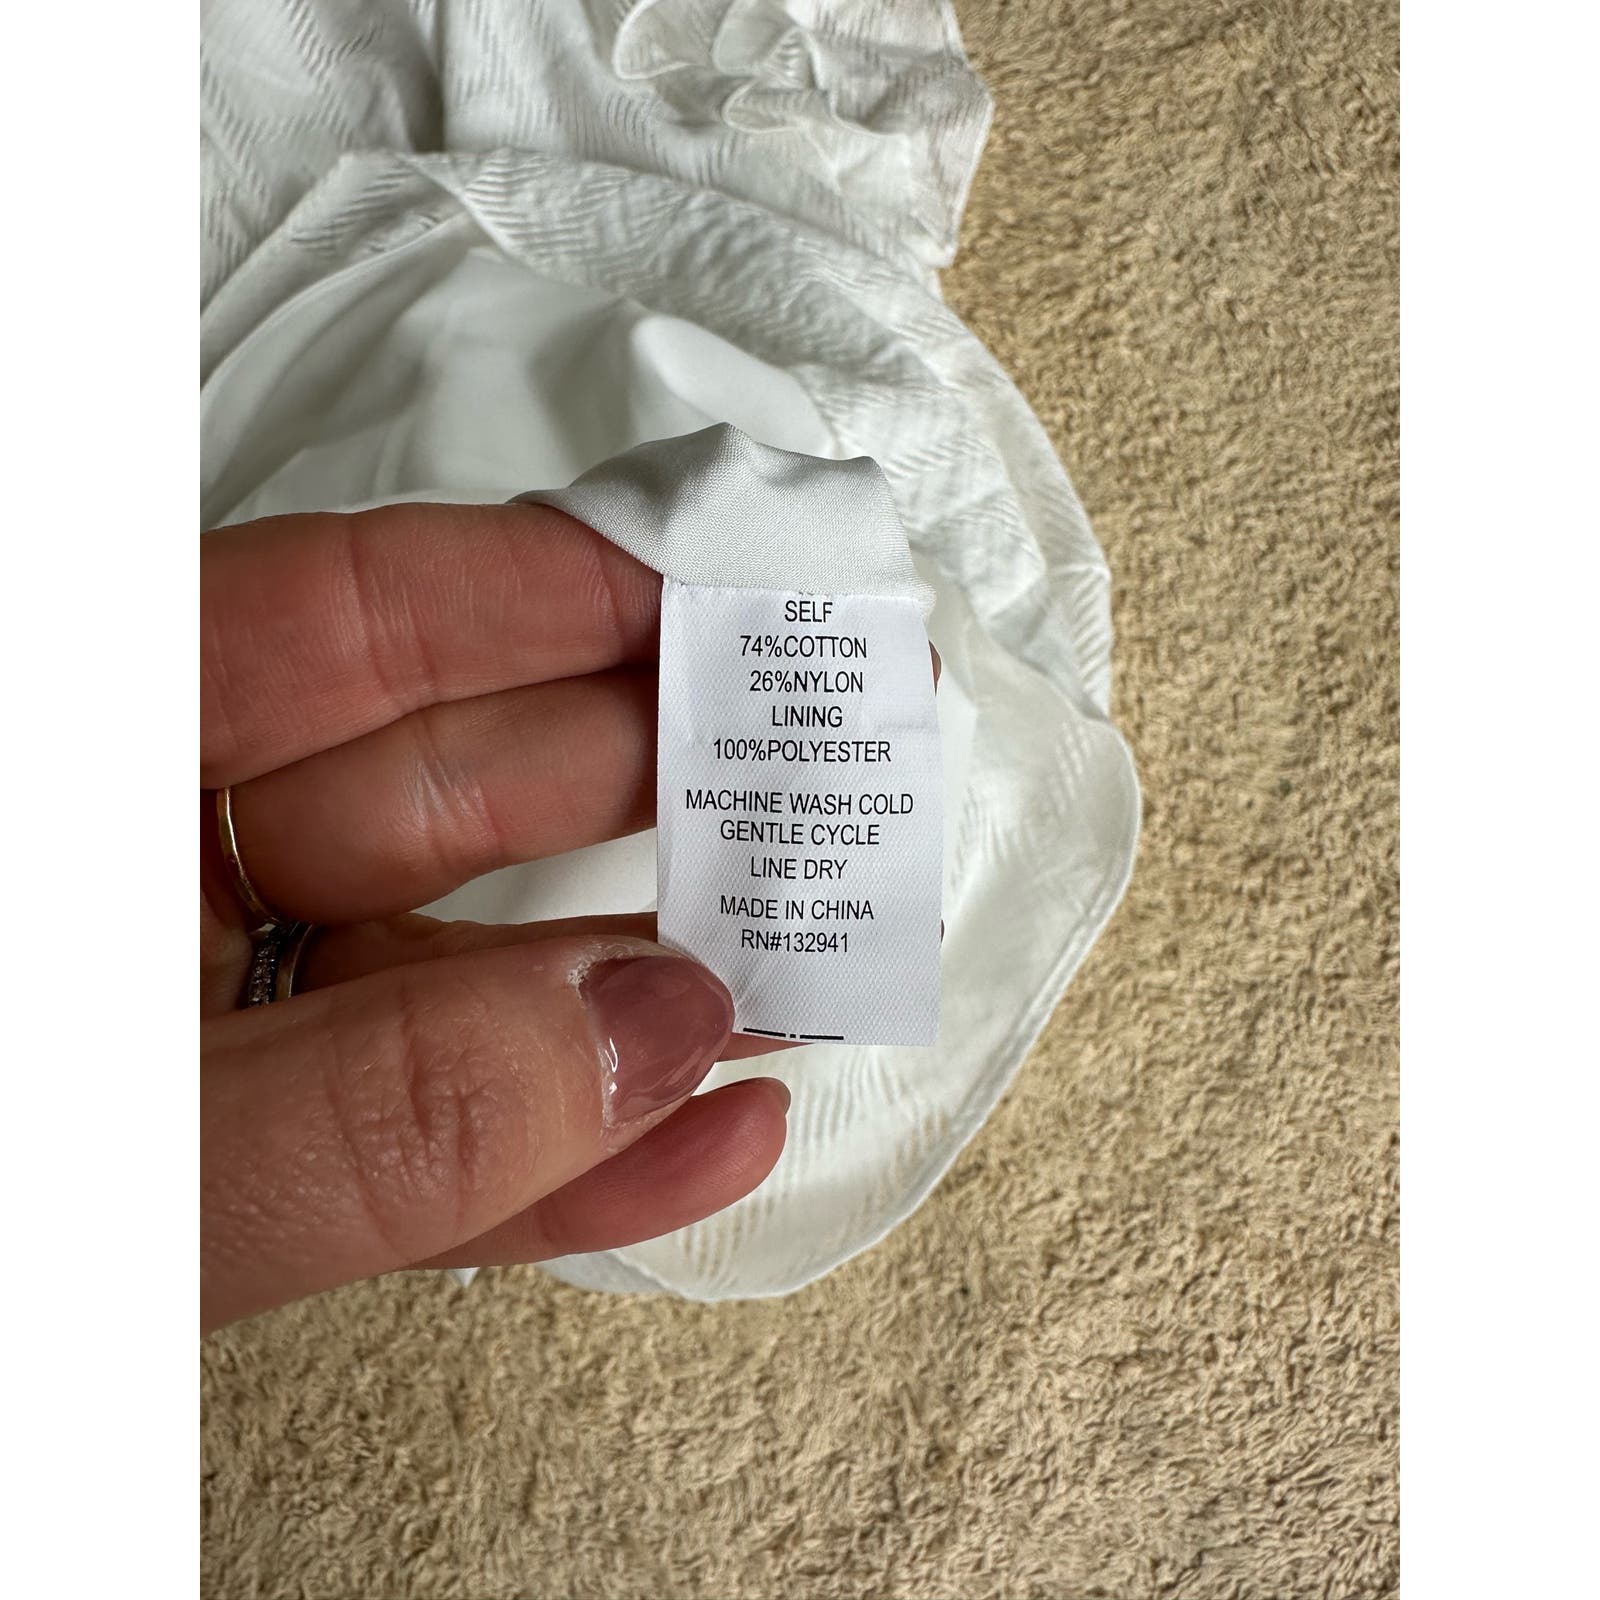 SELF
74%COTTON
26%NYLON
LINING
100%POLYESTER
MACHINE WASH COLD
GENTLE CYCLE
LINE DRY
MADE IN CHINA
RN#132941